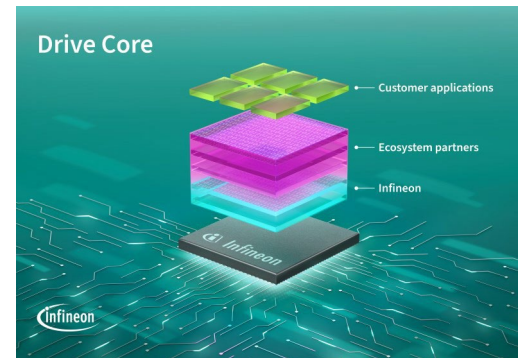 Drive Core
Customer applications
Ecosystem partners
Infineon
Infineon
infineon